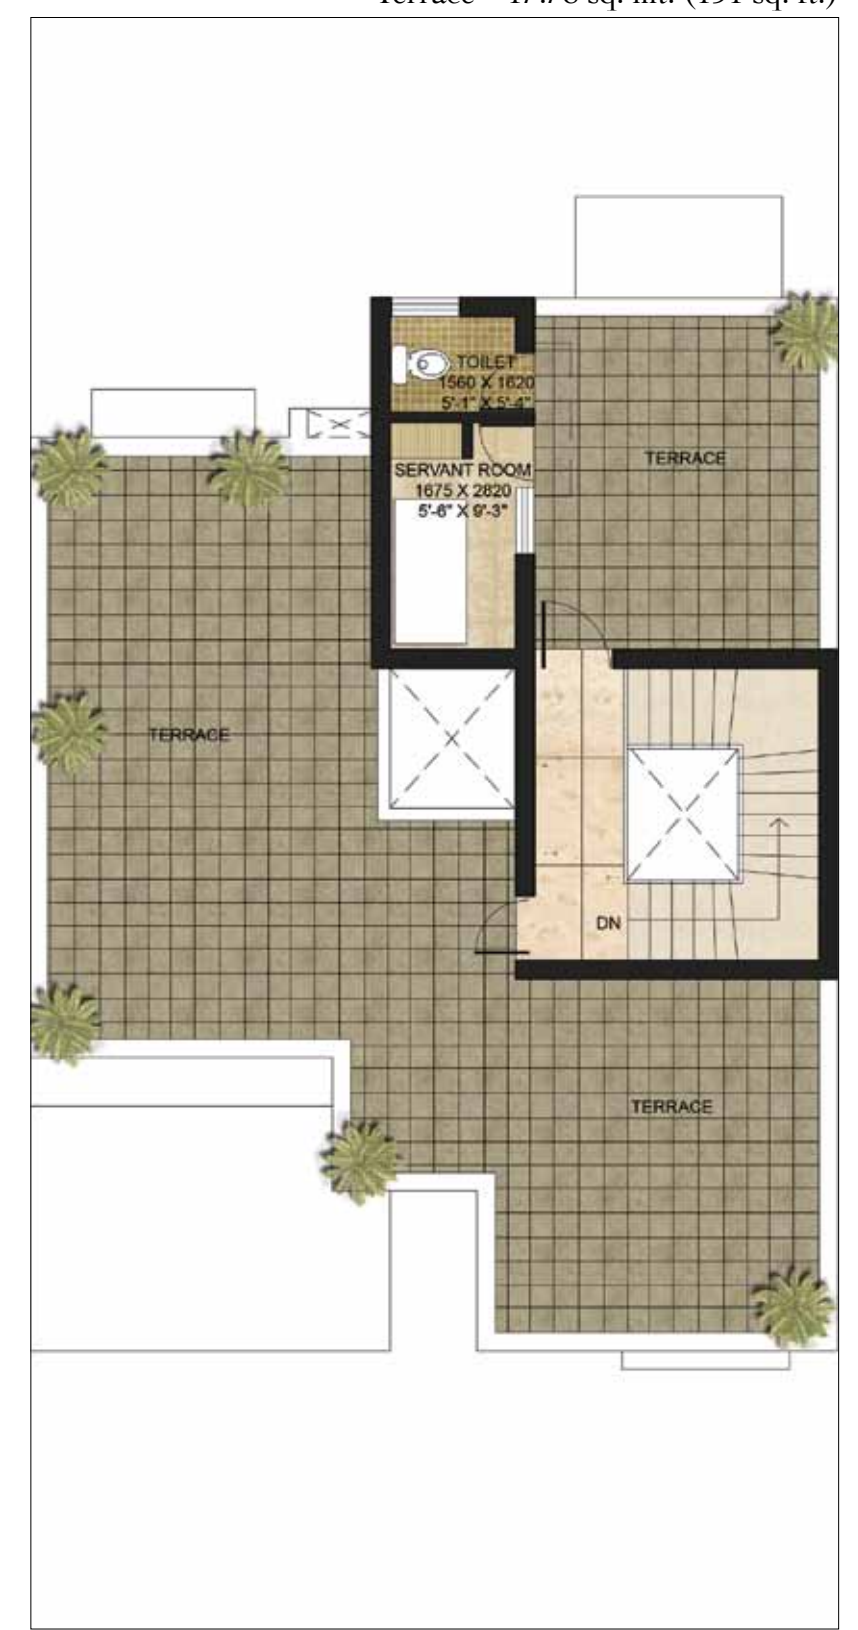 TOILET
1560 X 1620
5'-1" X 5'-4"
SERVANT ROOM
1675 X 2820
5'-6" X 9'-3"
TERRACE
TERRACE
DN
TERRACE